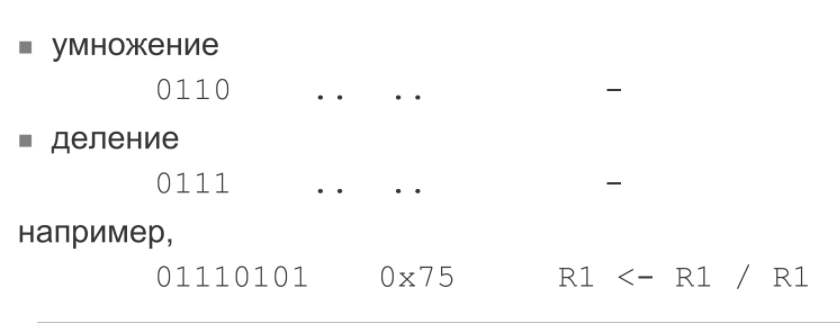 ▪ умножение
0110 .. .. -
▪ деление
0111 .. .. -
например,
01110101 0x75 R1 <- R1 / R1